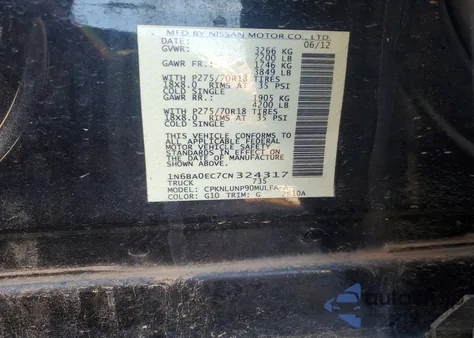 MFD BY NISSAN MOTOR CO., LTD.
06/12
GVWR: 3266 KG
7200 LB
GAWR FR: 1746 KG
3849 LB
WITH P275/70R18 TIRES
18x8.0 RIMS AT 35 PSI
COLD SINGLE
GAWR RR: 1905 KG
4200 LB
WITH P275/70R18 TIRES
18x8.0 RIMS AT 35 PSI
COLD SINGLE
THIS VEHICLE CONFORMS TO
ALL APPLICABLE FEDERAL
MOTOR VEHICLE SAFETY
STANDARDS IN EFFECT ON
THE DATE OF MANUFACTURE
SHOWN ABOVE.
1N6BA0EC7CN324317
TRUCK 735
MODEL:
COLOR: G10 TRIM: G